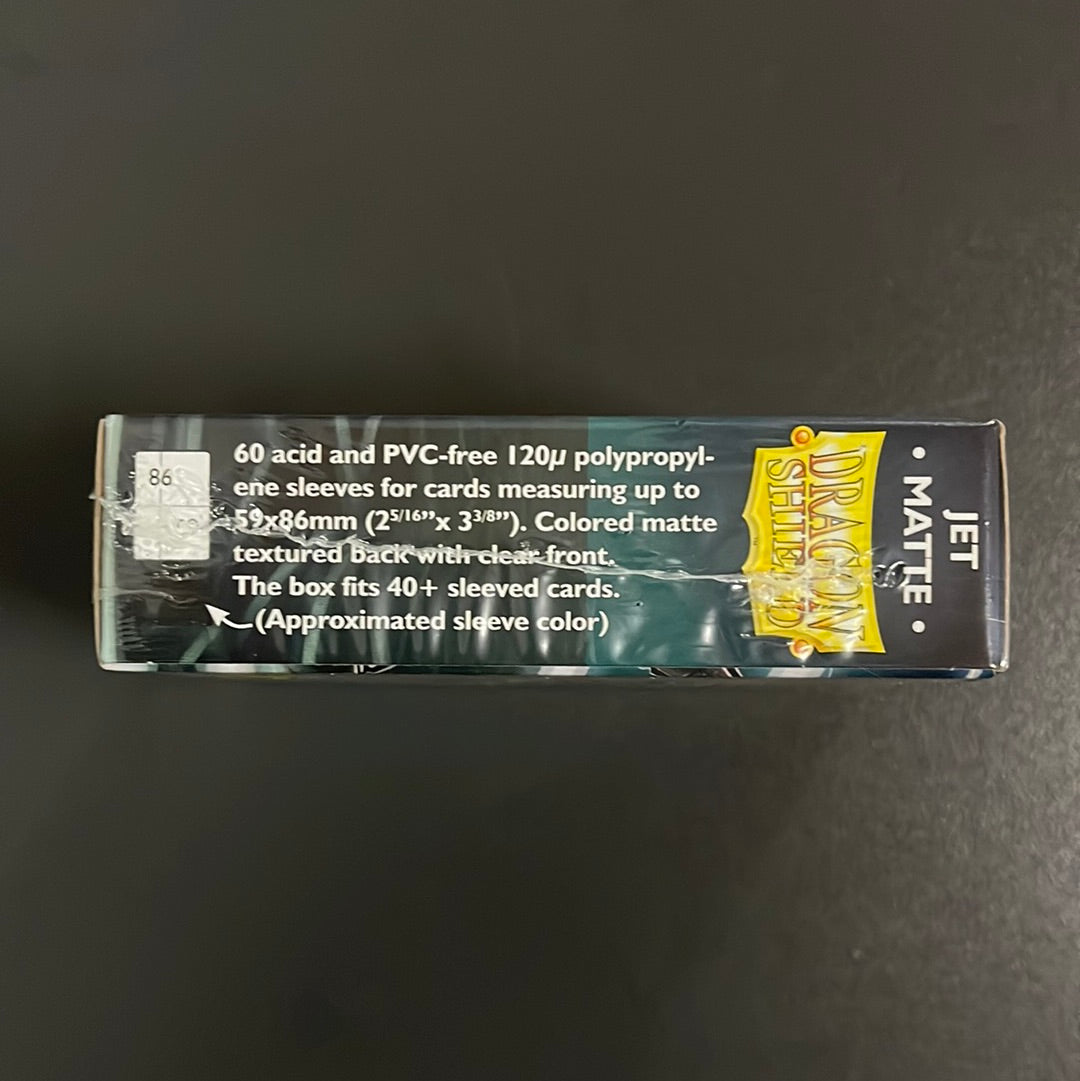 86
59
60 acid and PVC-free 120µ polypropyl-
ene sleeves for cards measuring up to
59x86mm (2⁵/¹⁶”x 3³/⁸”). Colored matte
textured back with clear front.
The box fits 40+ sleeved cards.
(Approximated sleeve color)
DRAGON
SHIELD
JET
• MATTE •